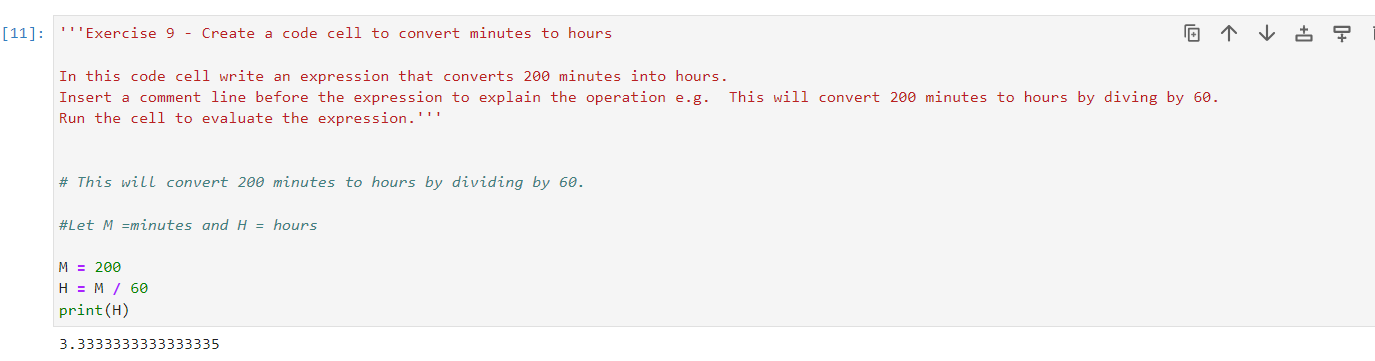 [11]: '''Exercise 9 - Create a code cell to convert minutes to hours
In this code cell write an expression that converts 200 minutes into hours.
Insert a comment line before the expression to explain the operation e.g.  This will convert 200 minutes to hours by diving by 60.
Run the cell to evaluate the expression.'''
# This will convert 200 minutes to hours by dividing by 60.
#Let M =minutes and H = hours
M = 200
H = M / 60
print(H)
3.3333333333333335